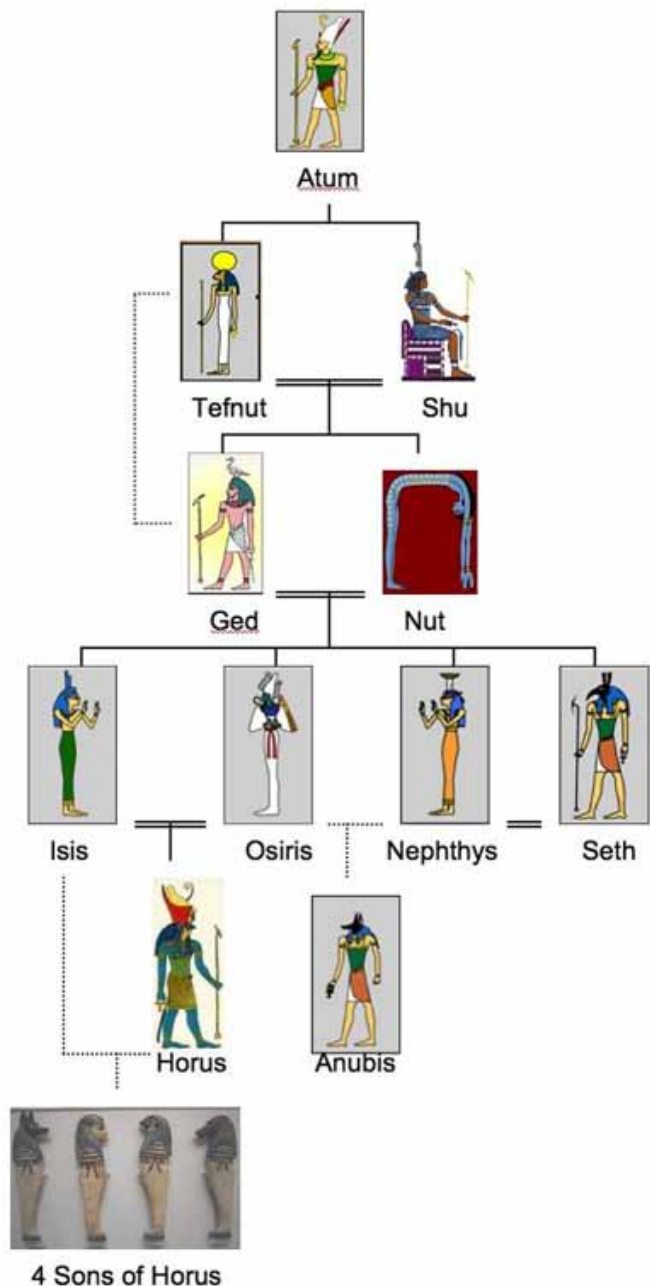 Atum
Tefnut Shu
Ged Nut
Isis Osiris Nephthys Seth
Horus Anubis
4 Sons of Horus